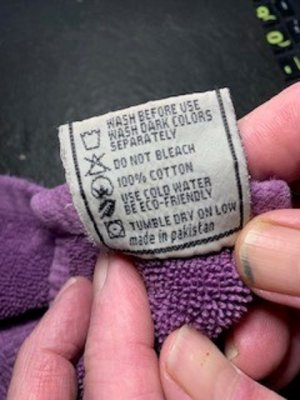 WASH BEFORE USE
WASH DARK COLORS
SEPARATELY
DO NOT BLEACH
100% COTTON
USE COLD WATER
BE ECO-FRIENDLY
TUMBLE DRY ON LOW
made in pakistan